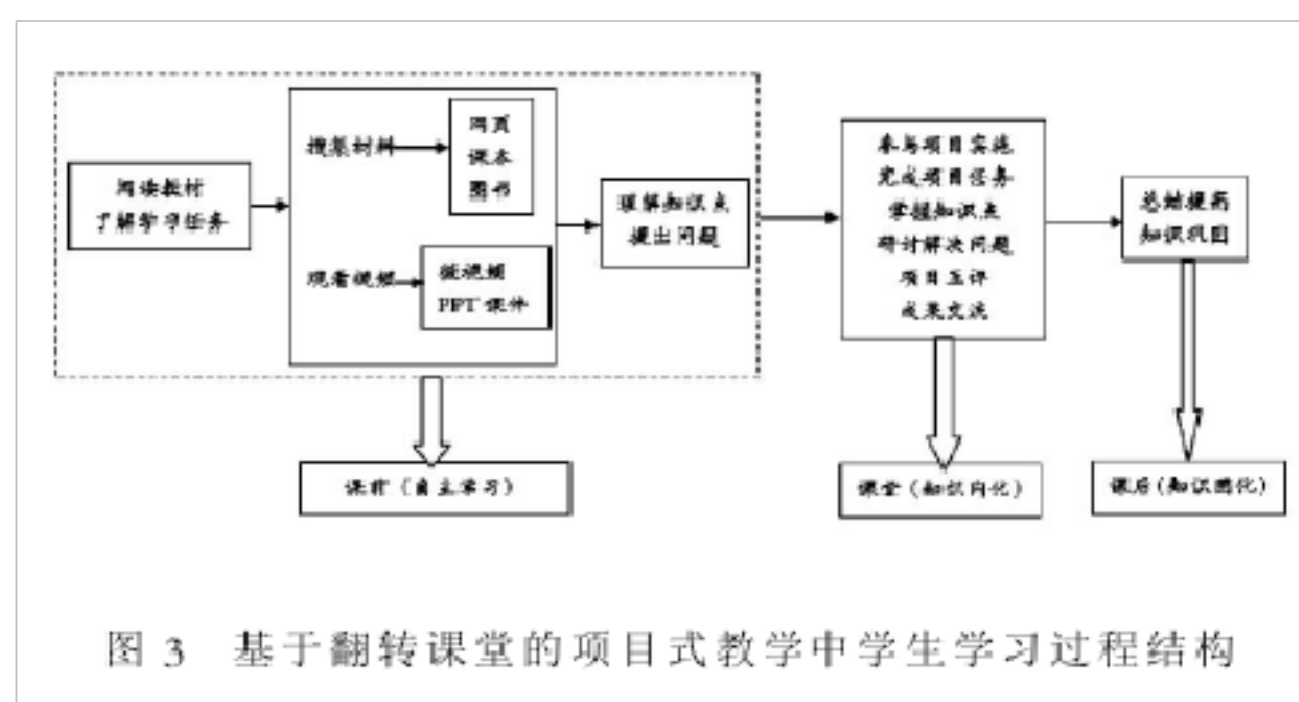 阅读教材
了解学习任务
搜集材料
网页
课本
图书
观看视频
微视频
PPT 课件
理解知识点
提出问题
参与项目实施
完成项目任务
掌握知识点
研讨解决问题
项目互评
成果交流
总结提高
知识巩固
课前（自主学习）
课堂（知识内化）
课后（知识固化）
图 3 基于翻转课堂的项目式教学中学生学习过程结构